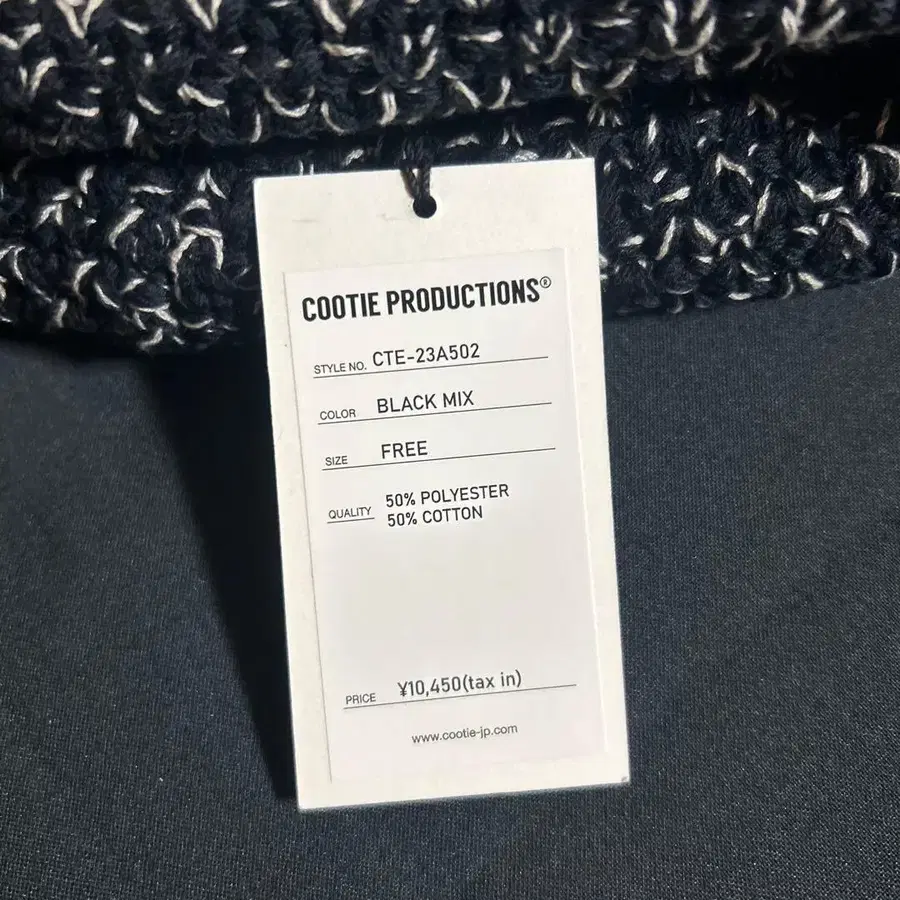 COOTIE PRODUCTIONS®
STYLE NO. CTE-23A502
COLOR BLACK MIX
SIZE FREE
QUALITY 50% POLYESTER
50% COTTON
PRICE ¥10,450(tax in)
www.cootie-jp.com